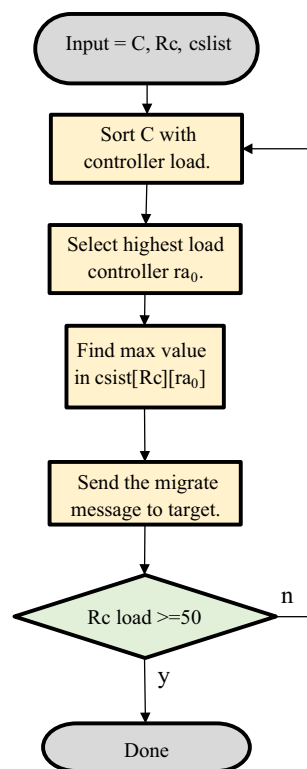 Input = C, Rc, cslist
Sort C with
controller load.
Select highest load
controller ra₀.
Find max value
in csist[Rc][ra₀]
Send the migrate
message to target.
Rc load >=50
n
y
Done